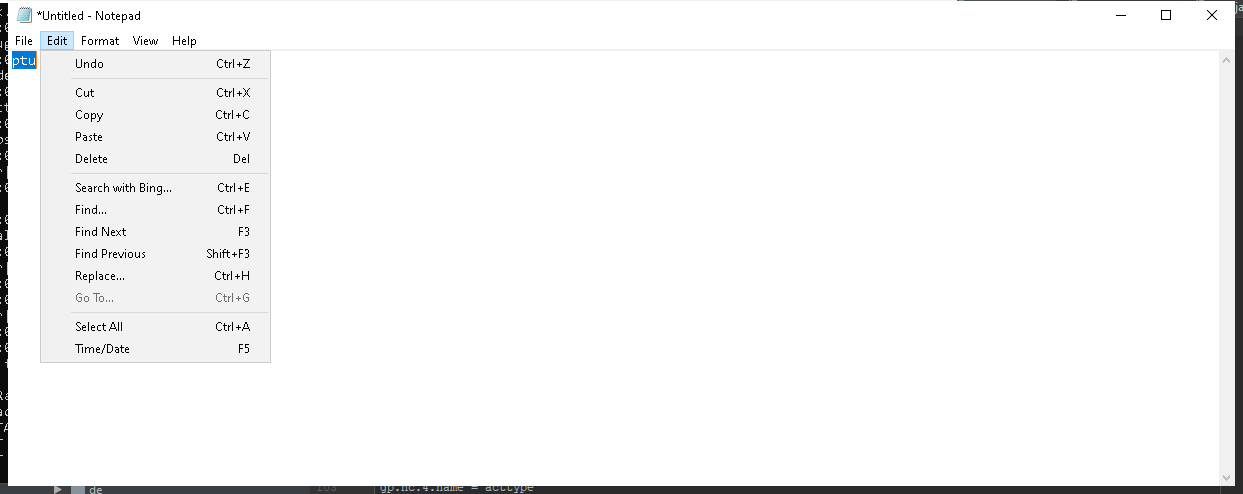 *Untitled - Notepad
File Edit Format View Help
ptu
Undo Ctrl+Z
Cut Ctrl+X
Copy Ctrl+C
Paste Ctrl+V
Delete Del
Search with Bing... Ctrl+E
Find... Ctrl+F
Find Next F3
Find Previous Shift+F3
Replace... Ctrl+H
Go To... Ctrl+G
Select All Ctrl+A
Time/Date F5
de
gp.nc.4.name = acttype